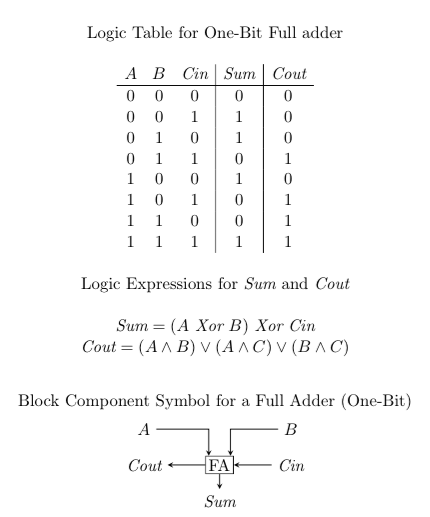 Logic Table for One-Bit Full adder
A B Cin Sum Cout
0 0 0 0 0
0 0 1 1 0
0 1 0 1 0
0 1 1 0 1
1 0 0 1 0
1 0 1 0 1
1 1 0 0 1
1 1 1 1 1
Logic Expressions for Sum and Cout
Sum = (A Xor B) Xor Cin
Cout = (A ∧ B) ∨ (A ∧ C) ∨ (B ∧ C)
Block Component Symbol for a Full Adder (One-Bit)
A B
Cout FA Cin
Sum